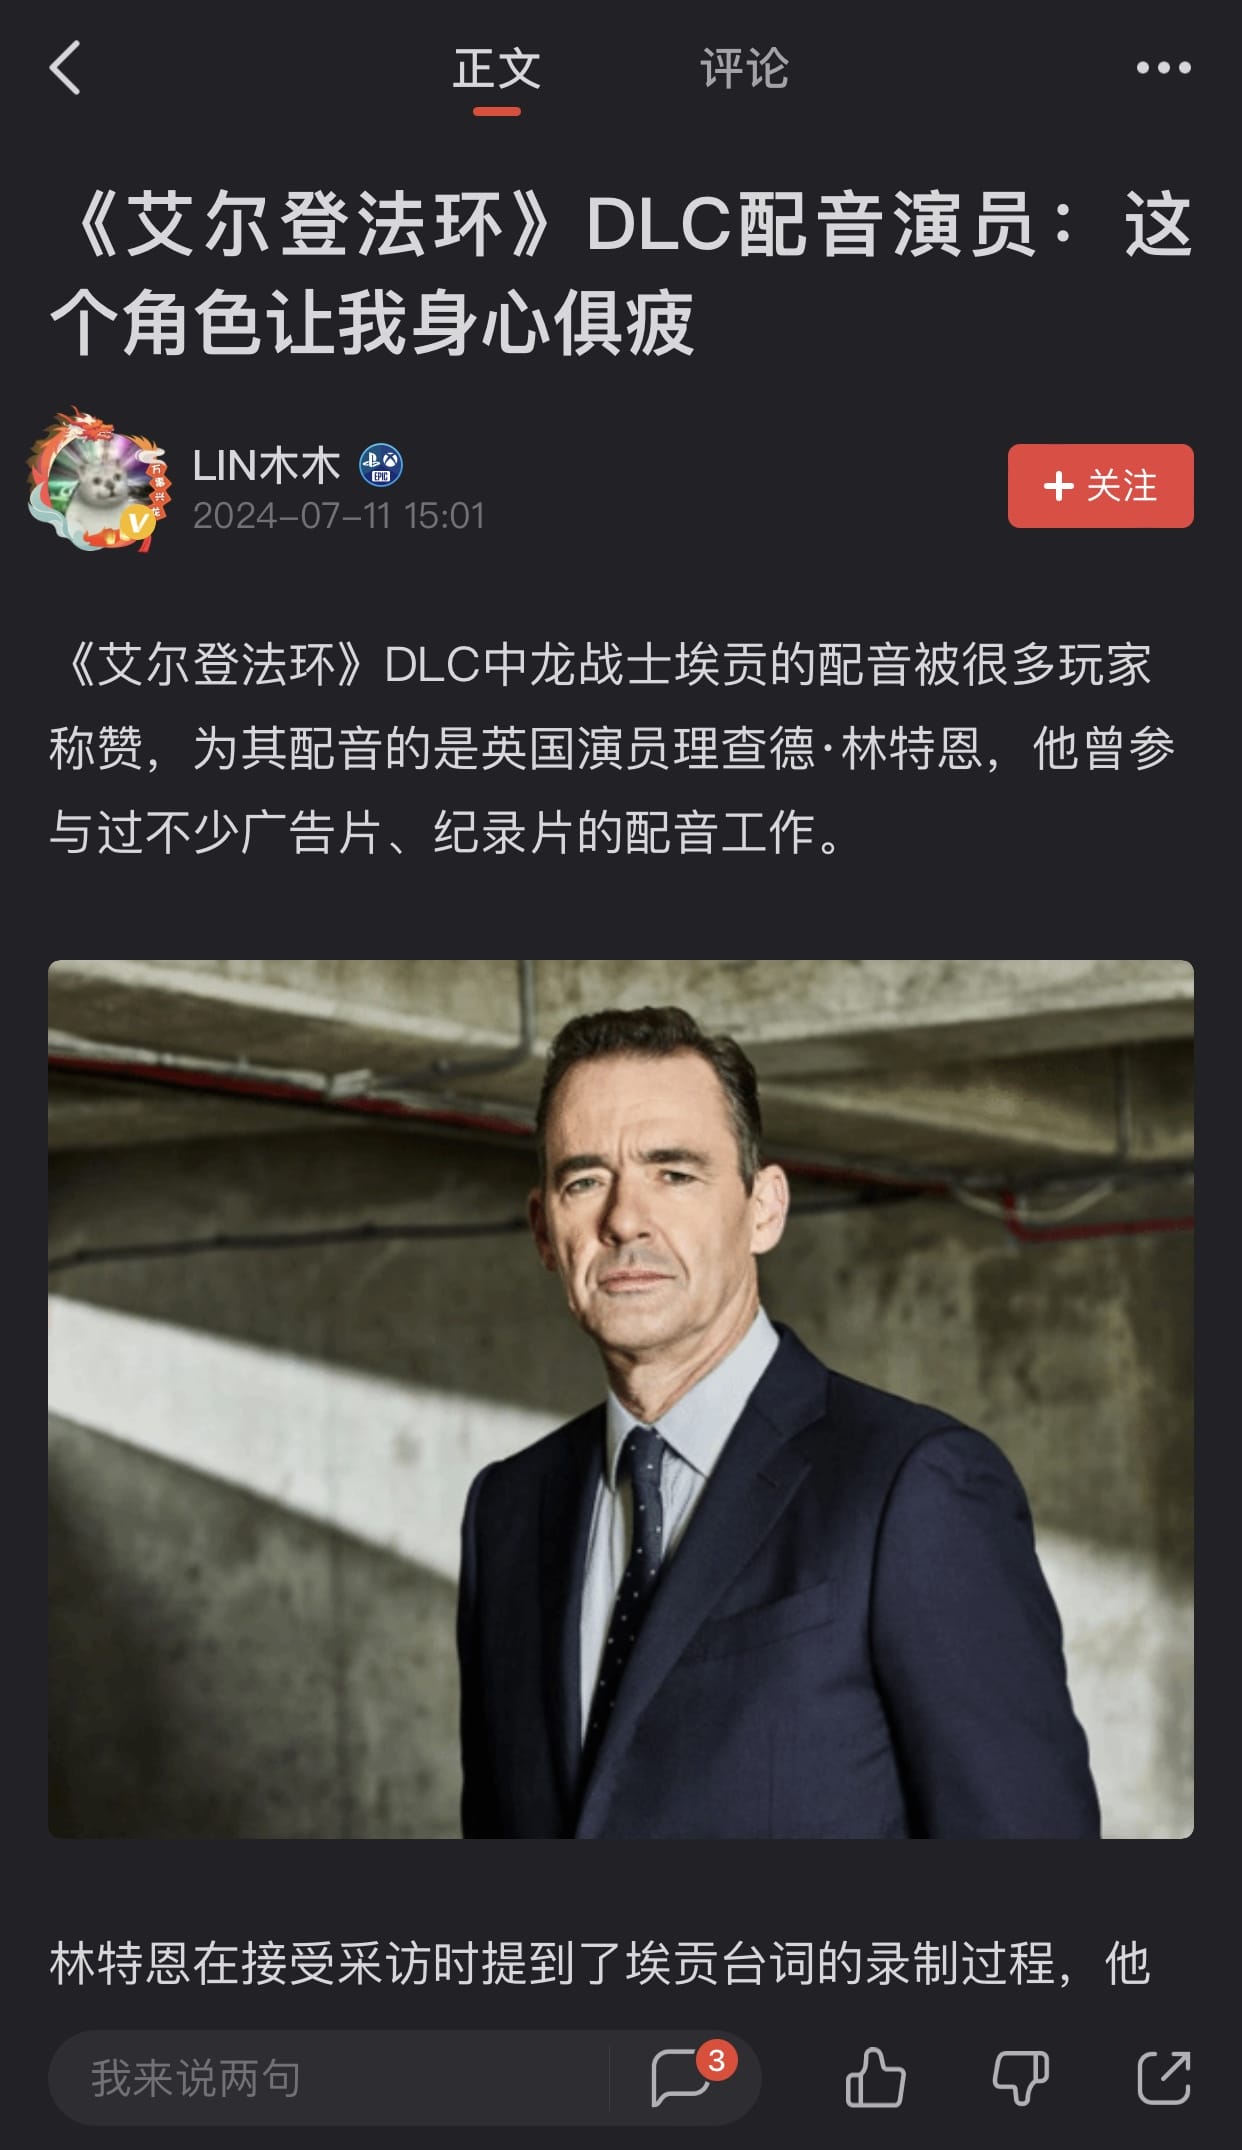 正文
评论
《艾尔登法环》DLC配音演员：这
个角色让我身心俱疲
LIN木木
EPIC
2024-07-11 15:01
+ 关注
万事兴龙
V
《艾尔登法环》DLC中龙战士埃贡的配音被很多玩家
称赞，为其配音的是英国演员理查德·林特恩，他曾参
与过不少广告片、纪录片的配音工作。
林特恩在接受采访时提到了埃贡台词的录制过程，他
我来说两句
3